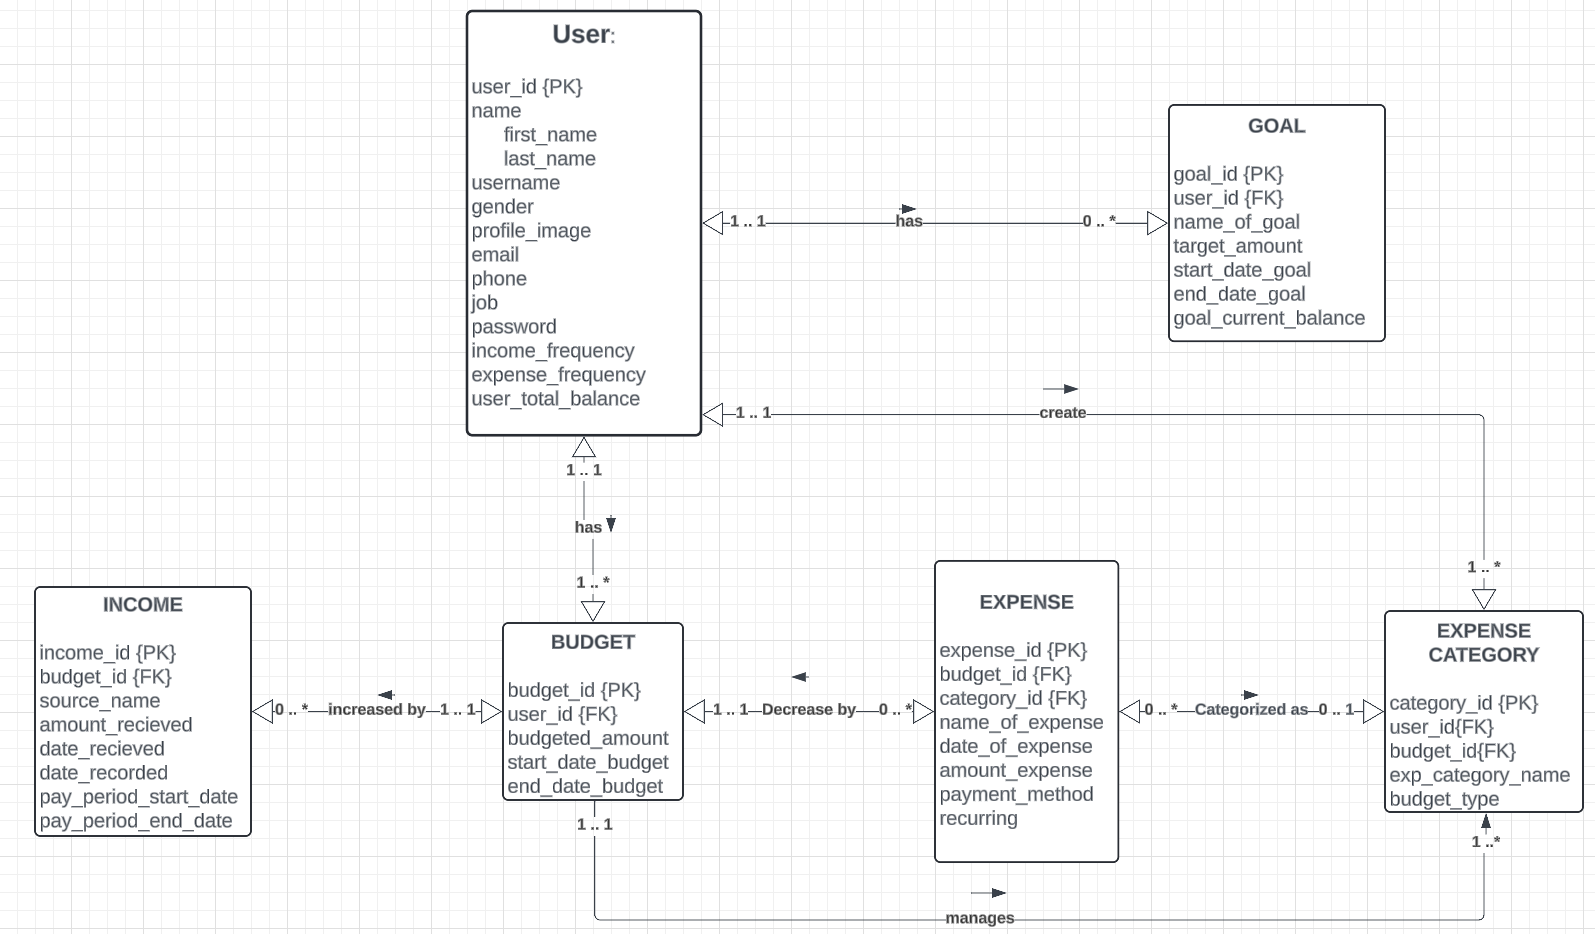 User:
user_id {PK}
name
first_name
last_name
username
gender
profile_image
email
phone
job
password
income_frequency
expense_frequency
user_total_balance
GOAL
goal_id {PK}
user_id {FK}
name_of_goal
target_amount
start_date_goal
end_date_goal
goal_current_balance
1 .. 1
has
0 .. *
1 .. 1
create
1 .. *
1 .. 1
has
1 .. *
INCOME
income_id {PK}
budget_id {FK}
source_name
amount_recieved
date_recieved
date_recorded
pay_period_start_date
pay_period_end_date
0 .. *
increased by
1 .. 1
BUDGET
budget_id {PK}
user_id {FK}
budgeted_amount
start_date_budget
end_date_budget
1 .. 1
Decrease by
0 .. *
EXPENSE
expense_id {PK}
budget_id {FK}
category_id {FK}
name_of_expense
date_of_expense
amount_expense
payment_method
recurring
0 .. *
Categorized as
0 .. 1
EXPENSE
CATEGORY
category_id {PK}
user_id{FK}
budget_id{FK}
exp_category_name
budget_type
1 .. 1
manages
1 ..*